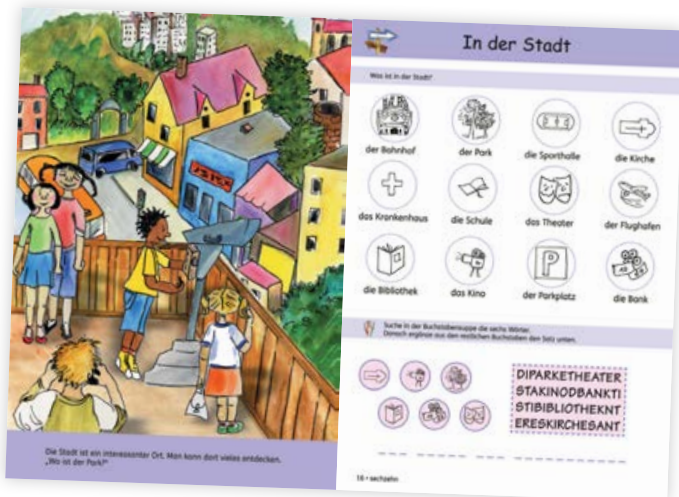 Die Stadt ist ein interessanter Ort. Man kann dort vieles entdecken.
„Wo ist der Park?“
In der Stadt
Was ist in der Stadt?
der Bahnhof
der Park
die Sporthalle
die Kirche
das Krankenhaus
die Schule
das Theater
der Flughafen
die Bibliothek
das Kino
der Parkplatz
P
die Bank
Suche in der Buchstabensuppe die sechs Wörter.
Danach ergänze aus den restlichen Buchstaben den Satz unten.
DIPARKETHEATER
STAKINODBANKTI
STIBIBLIOTHEKNT
ERESKIRCHESANT
16 • sechzehn